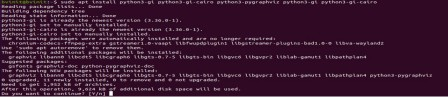 bvinit@bvinit:~$ sudo apt install python3-gi python3-gi-cairo python3-pygraphviz python3-gi-cairo
Reading package lists... Done
Building dependency tree
Reading state information... Done
python3-gi is already the newest version (3.36.0-1).
python3-gi set to manually installed.
python3-gi-cairo is already the newest version (3.36.0-1).
python3-gi-cairo set to manually installed.
The following packages were automatically installed and are no longer required:
chromium-codecs-ffmpeg-extra gstreamer1.0-vaapi libfwupdplugin1 libgstreamer-plugins-bad1.0-0 libva-wayland2
Use 'sudo apt autoremove' to remove them.
The following additional packages will be installed:
graphviz libann0 libcdt5 libcgraph6 libgts-0.7-5 libgts-bin libgvc6 libgvpr2 liblab-gamut1 libpathplan4
Suggested packages:
graphviz-doc python-pygraphviz-doc
The following NEW packages will be installed:
graphviz libann0 libcdt5 libcgraph6 libgts-0.7-5 libgts-bin libgvc6 libgvpr2 liblab-gamut1 libpathplan4 python3-pygraphviz
0 upgraded, 11 newly installed, 0 to remove and 0 not upgraded.
Need to get kB of archives.
After this operation, kB of additional disk space will be used.
Do you want to continue? [Y/n]